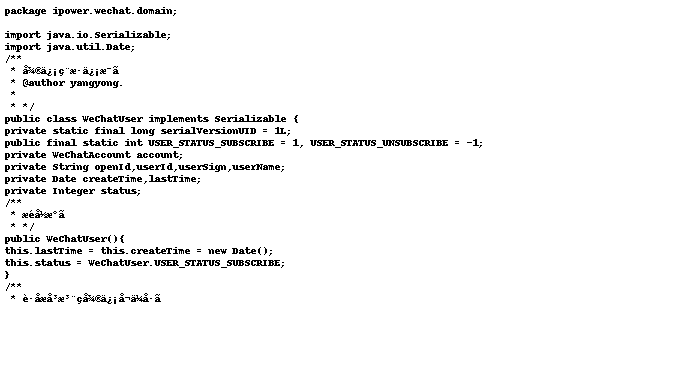 package ipower.wechat.domain;
import java.io.Serializable;
import java.util.Date;
/**
 * å¾®ä¿¡ç¨æ·ä¿¡æ¯ã
 * @author yangyong.
 *
 * */
public class WeChatUser implements Serializable {
private static final long serialVersionUID = 1L;
public final static int USER_STATUS_SUBSCRIBE = 1, USER_STATUS_UNSUBSCRIBE = -1;
private WeChatAccount account;
private String openId,userId,userSign,userName;
private Date createTime,lastTime;
private Integer status;
/**
 * æé å½æ°ã
 * */
public WeChatUser(){
this.lastTime = this.createTime = new Date();
this.status = WeChatUser.USER_STATUS_SUBSCRIBE;
}
/**
 * è·åæå³æ³¨çå¾®ä¿¡å¬ä¼å·ã